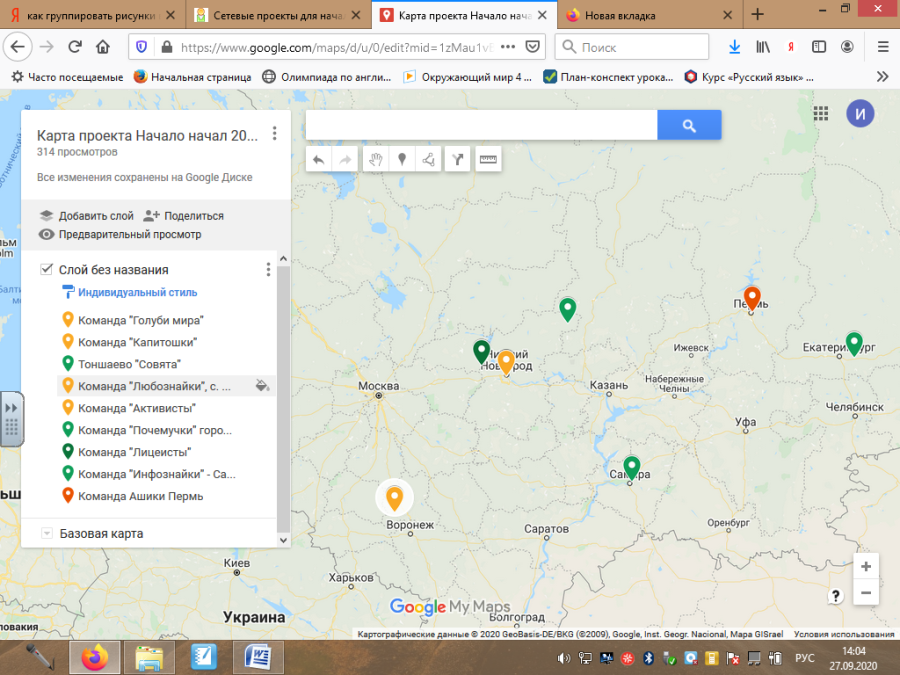 как группировать рисунки
Сетевые проекты для нача
Карта проекта Начало нач
Новая вкладка
https://www.google.com/maps/d/u/0/edit?mid=1zMau1vE
Поиск
Часто посещаемые
Начальная страница
Олимпиада по англи...
Окружающий мир 4 ...
План-конспект урока...
Курс «Русский язык» ...
Карта проекта Начало начал 20...
314 просмотров
Все изменения сохранены на Google Диске
Добавить слой
Поделиться
Предварительный просмотр
Слой без названия
Индивидуальный стиль
Команда "Голуби мира"
Команда "Капитошки"
Тоншаево "Совята"
Команда "Любознайки", с. ...
Команда "Активисты"
Команда "Почемучки" горо...
Команда "Лицеисты"
Команда "Инфознайки" - Са...
Команда Ашики Пермь
Базовая карта
И
Пермь
Ижевск
Екатеринбург
Нижний
Новгород
Москва
Казань
Набережные
Челны
Челябинск
Уфа
Самара
Воронеж
Саратов
Оренбург
Киев
Харьков
Украина
Волгоград
Google My Maps
Картографические данные © 2020 GeoBasis-DE/BKG (©2009), Google, Inst. Geogr. Nacional, Mapa GISrael
Условия использования
РУС
14:04
27.09.2020